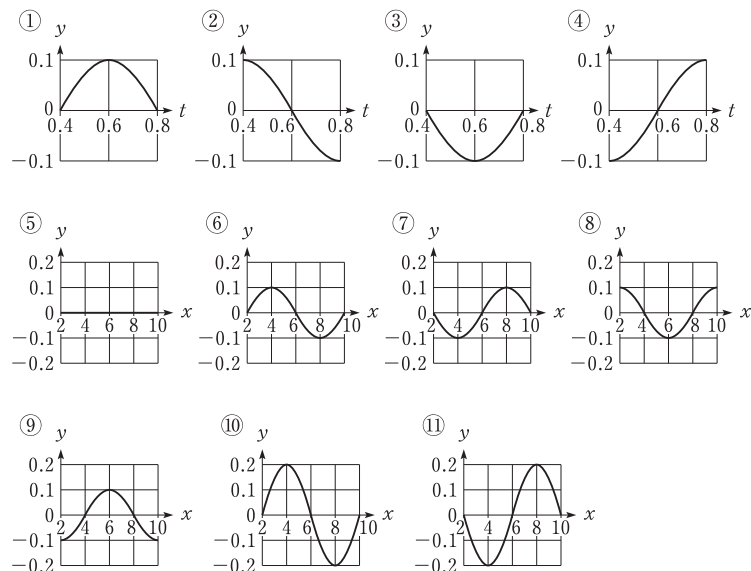 ① y 0.1 0 −0.1 0.4 0.6 0.8 t
② y 0.1 0 −0.1 0.4 0.6 0.8 t
③ y 0.1 0 −0.1 0.4 0.6 0.8 t
④ y 0.1 0 −0.1 0.4 0.6 0.8 t
⑤ y 0.2 0.1 0 −0.1 −0.2 2 4 6 8 10 x
⑥ y 0.2 0.1 0 −0.1 −0.2 2 4 6 8 10 x
⑦ y 0.2 0.1 0 −0.1 −0.2 2 4 6 8 10 x
⑧ y 0.2 0.1 0 −0.1 −0.2 2 4 6 8 10 x
⑨ y 0.2 0.1 0 −0.1 −0.2 2 4 6 8 10 x
⑩ y 0.2 0.1 0 −0.1 −0.2 2 4 6 8 10 x
⑪ y 0.2 0.1 0 −0.1 −0.2 2 4 6 8 10 x